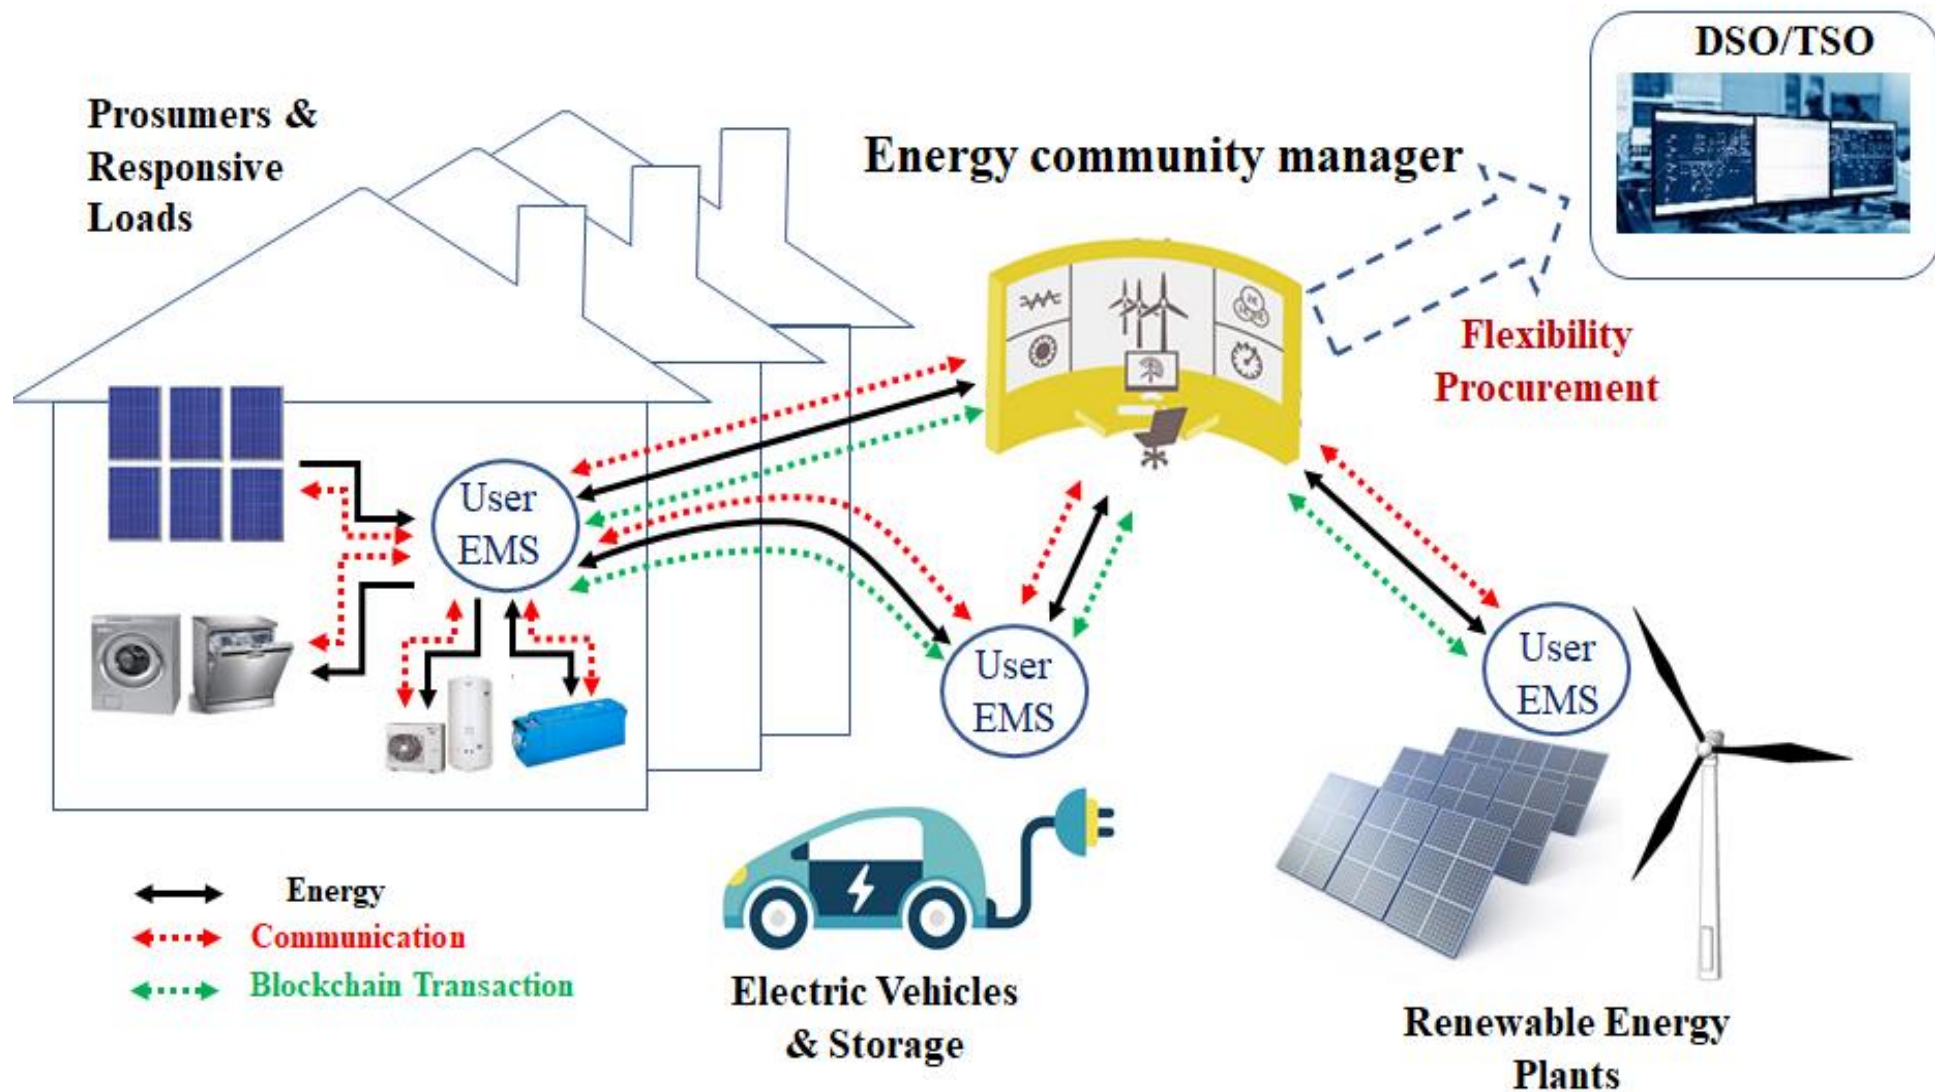 DSO/TSO
Prosumers &
Responsive
Loads
Energy community manager
Flexibility
Procurement
User
EMS
User
EMS
User
EMS
Energy
Communication
Blockchain Transaction
Electric Vehicles
& Storage
Renewable Energy
Plants